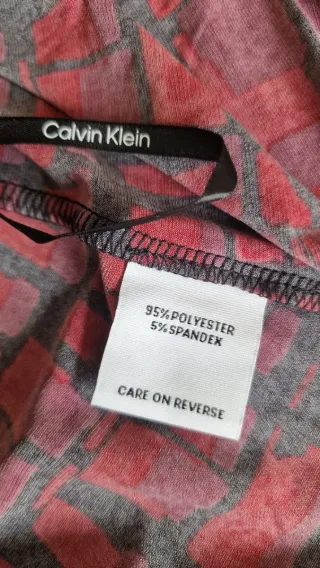 Calvin Klein
95%POLYESTER
5%SPANDEX
CARE ON REVERSE